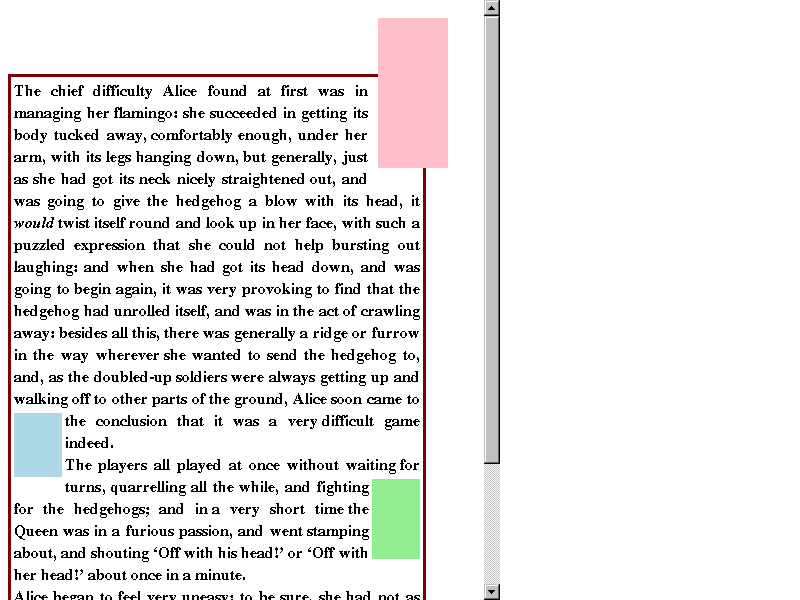 The chief difficulty Alice found at first was in
managing her flamingo: she succeeded in getting its
body tucked away, comfortably enough, under her
arm, with its legs hanging down, but generally, just
as she had got its neck nicely straightened out, and
was going to give the hedgehog a blow with its head, it
would twist itself round and look up in her face, with such a
puzzled expression that she could not help bursting out
laughing: and when she had got its head down, and was
going to begin again, it was very provoking to find that the
hedgehog had unrolled itself, and was in the act of crawling
away: besides all this, there was generally a ridge or furrow
in the way wherever she wanted to send the hedgehog to,
and, as the doubled-up soldiers were always getting up and
walking off to other parts of the ground, Alice soon came to
the conclusion that it was a very difficult game
indeed.
The players all played at once without waiting for
turns, quarrelling all the while, and fighting
for the hedgehogs; and in a very short time the
Queen was in a furious passion, and went stamping
about, and shouting ‘Off with his head!’ or ‘Off with
her head!’ about once in a minute.
Alice began to feel very uneasy: to be sure, she had not as